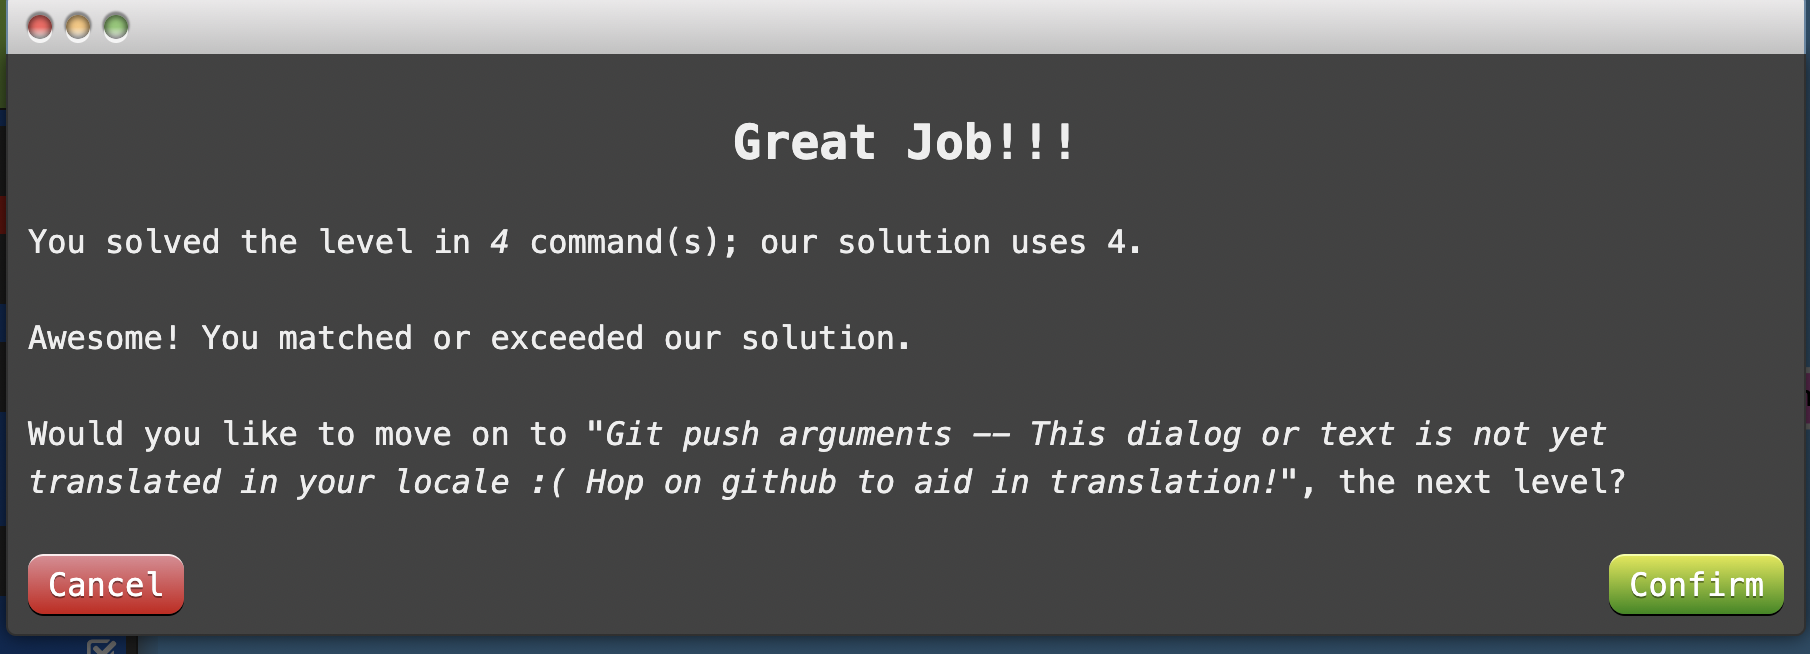 Great Job!!!
You solved the level in 4 command(s); our solution uses 4.
Awesome! You matched or exceeded our solution.
Would you like to move on to "Git push arguments -- This dialog or text is not yet
translated in your locale :( Hop on github to aid in translation!", the next level?
Cancel
Confirm